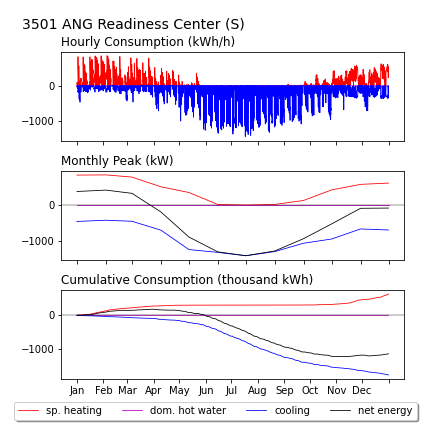 3501 ANG Readiness Center (S)
Hourly Consumption (kWh/h)
0
−1000
Monthly Peak (kW)
0
−1000
Cumulative Consumption (thousand kWh)
0
−1000
Jan Feb Mar Apr May Jun Jul Aug Sep Oct Nov Dec
sp. heating dom. hot water cooling net energy